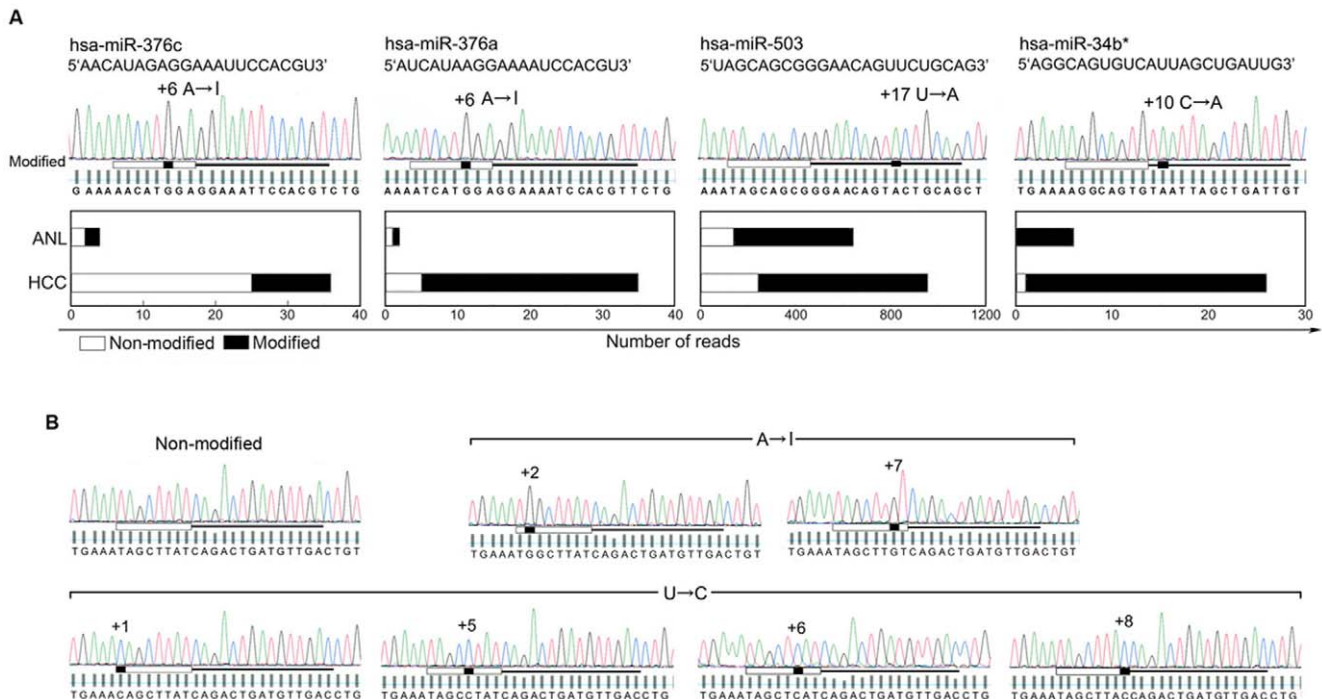 A
hsa-miR-376c hsa-miR-376a hsa-miR-503 hsa-miR-34b*
5'AACAUAGAGGAAAUUCCACGU3' 5'AUCAUAAGGAAAAUCCACGU3' 5'UAGCAGCGGGAACAGUUCUGCAG3' 5'AGGCAGUGUCAUUAGCUGAUUG3'
+6 A→I +6 A→I +17 U→A +10 C→A
Modified
GAAAAACATGGAGGAAATTCCACGTCTG AAAATCATGGAGGAAAATCCACGTTCTG AAATAGCAGCGGGAACAGTACTGCAGCT TGAAAAGGCAGTGTAATTAGCTGATTGT
ANL
HCC
0 10 20 30 40 0 10 20 30 40 0 400 800 1200 0 10 20 30
Non-modified Modified Number of reads
B
Non-modified A→I
+2 +7
TGAAATAGCTTATCAGACTGATGTTGACTGT TGAAATGGCTTATCAGACTGATGTTGACTGT TGAAATAGCTTGTCAGACTGATGTTGACTGT
U→C
+1 +5 +6 +8
TGAAACAGCTTATCAGACTGATGTTGACCTG TGAAATAGCCTATCAGACTGATGTTGACCTG TGAAATAGCTCATCAGACTGATGTTGACCTG TGAAATAGCTTACCAGACTGATGTTGACCTG